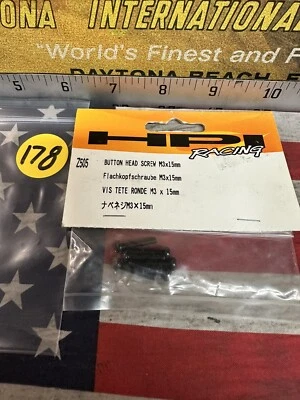 ONA INTERNATIONAL
"World's Finest and F
DAYTONA BEACH, F
5 6 7 8 9 10
178
HPI
RACING
Z505 BUTTON HEAD SCREW M3x15mm
Flachkopfschraube M3x15mm
VIS TETE RONDE M3 x 15mm
ナベネジM3×15mm